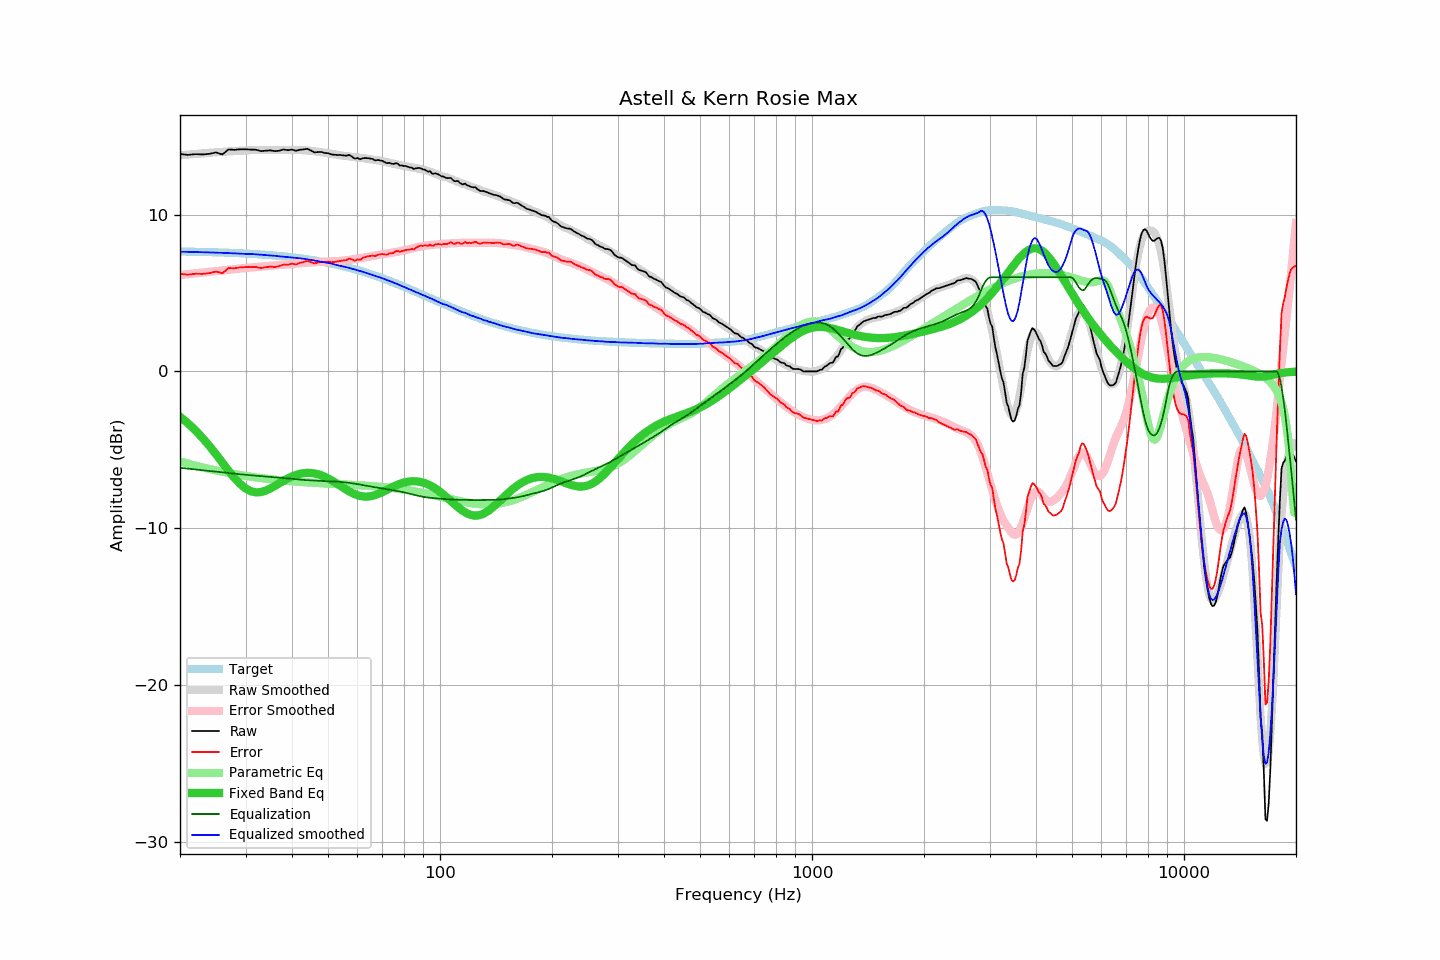 Astell & Kern Rosie Max
Amplitude (dBr)
10
0
−10
−20
−30
Target
Raw Smoothed
Error Smoothed
Raw
Error
Parametric Eq
Fixed Band Eq
Equalization
Equalized smoothed
100
1000
10000
Frequency (Hz)